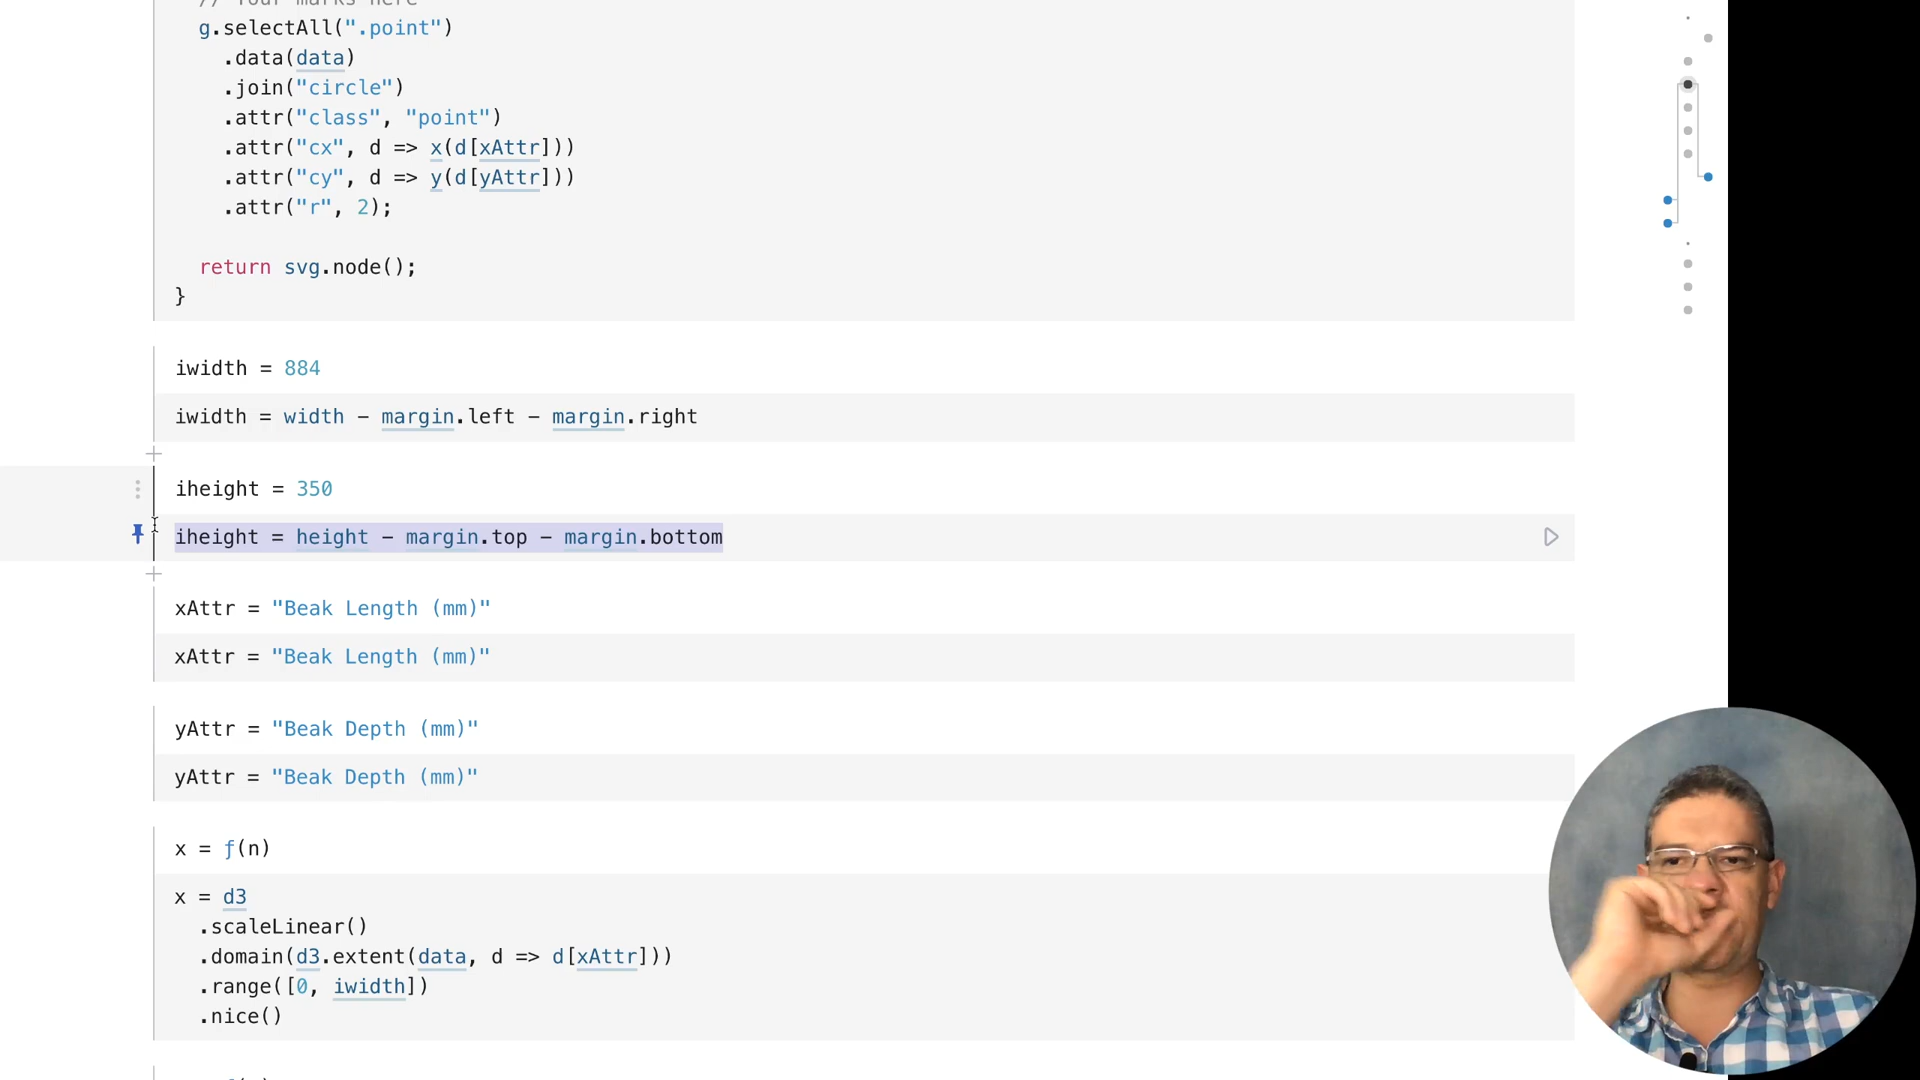 // Your marks here
g.selectAll(".point")
.data(data)
.join("circle")
.attr("class", "point")
.attr("cx", d => x(d[xAttr]))
.attr("cy", d => y(d[yAttr]))
.attr("r", 2);
return svg.node();
}
iwidth = 884
iwidth = width - margin.left - margin.right
iheight = 350
iheight = height - margin.top - margin.bottom
xAttr = "Beak Length (mm)"
xAttr = "Beak Length (mm)"
yAttr = "Beak Depth (mm)"
yAttr = "Beak Depth (mm)"
x = ƒ(n)
x = d3
.scaleLinear()
.domain(d3.extent(data, d => d[xAttr]))
.range([0, iwidth])
.nice()